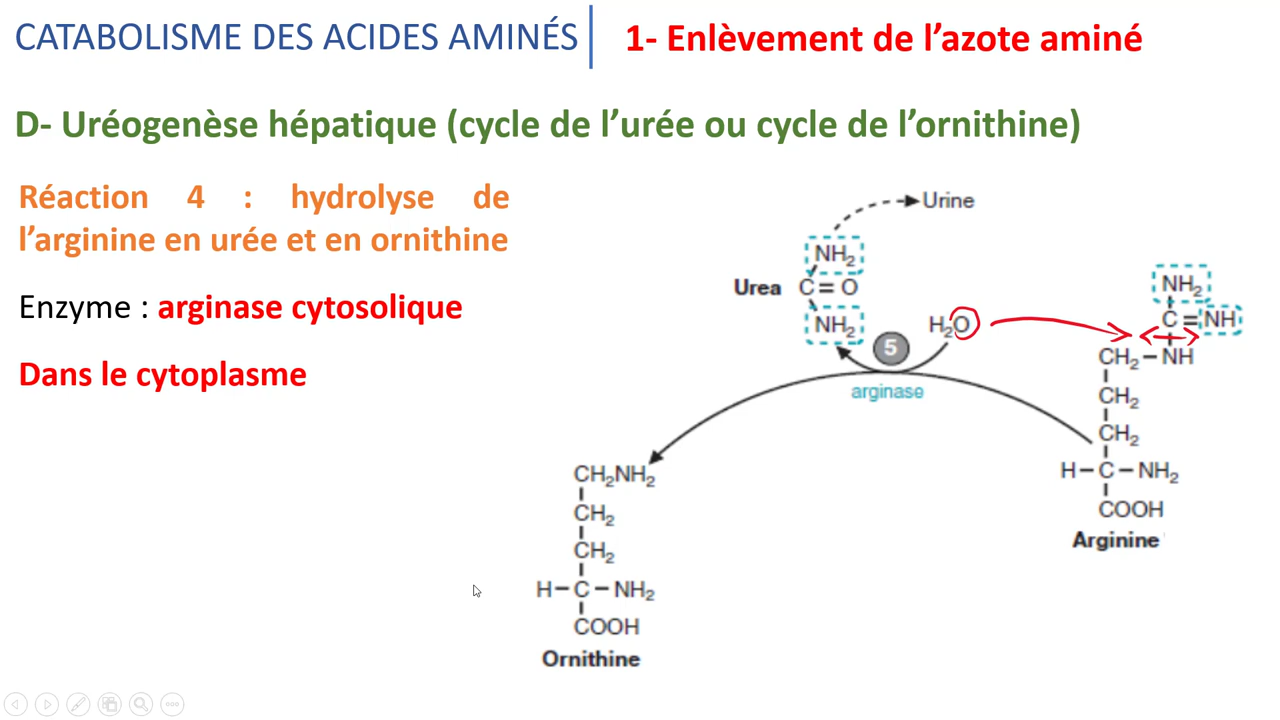 CATABOLISME DES ACIDES AMINÉS
1- Enlèvement de l’azote aminé
D- Uréogenèse hépatique (cycle de l’urée ou cycle de l’ornithine)
Réaction 4 : hydrolyse de
l’arginine en urée et en ornithine
Enzyme : arginase cytosolique
Dans le cytoplasme
Urine
NH₂
Urea C=O
NH₂
H₂O
5
arginase
NH₂
C=NH
CH₂–NH
CH₂
CH₂
H–C–NH₂
COOH
Arginine
CH₂NH₂
CH₂
CH₂
H–C–NH₂
COOH
Ornithine